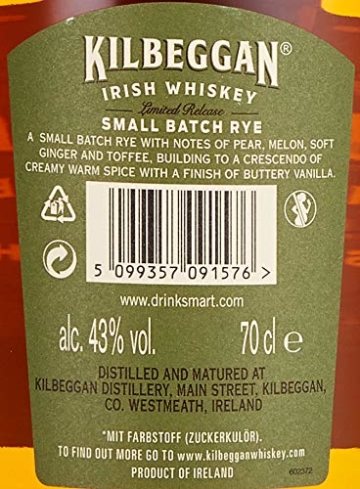 KILBEGGAN®
IRISH WHISKEY
Limited Release
SMALL BATCH RYE
A SMALL BATCH RYE WITH NOTES OF PEAR, MELON, SOFT
GINGER AND TOFFEE, BUILDING TO A CRESCENDO OF
CREAMY WARM SPICE WITH A FINISH OF BUTTERY VANILLA.
5 099357 091576 >
www.drinksmart.com
alc. 43% vol. 70 cl e
DISTILLED AND MATURED AT
KILBEGGAN DISTILLERY, MAIN STREET, KILBEGGAN,
CO. WESTMEATH, IRELAND
*MIT FARBSTOFF (ZUCKERKULÖR).
TO FIND OUT MORE GO TO www.kilbegganwhiskey.com
PRODUCT OF IRELAND
602372